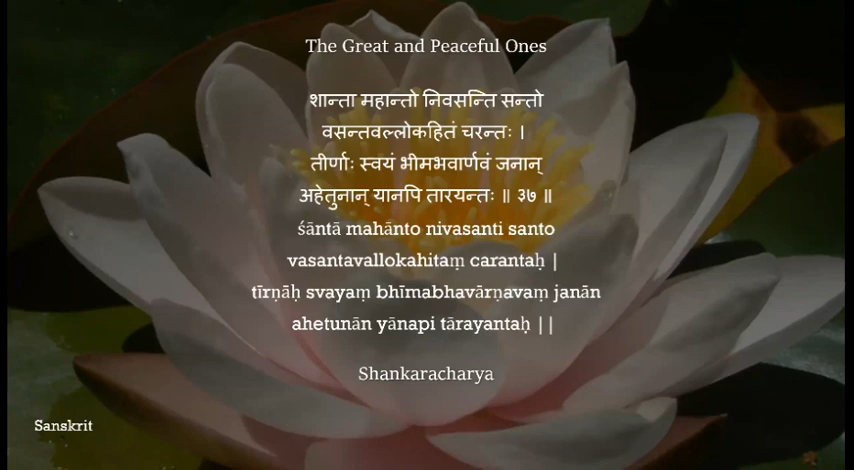 The Great and Peaceful Ones
शान्ता महान्तो निवसन्ति सन्तो
वसन्तवल्लोकहितं चरन्तः ।
तीर्णाः स्वयं भीमभवार्णवं जनान्
अहेतुनान् यानपि तारयन्तः ॥ ३७ ॥
śāntā mahānto nivasanti santo
vasantavallokahitaṃ carantaḥ |
tīrṇāḥ svayaṃ bhīmabhavārṇavaṃ janān
ahetunān yānapi tārayantaḥ ||
Shankaracharya
Sanskrit